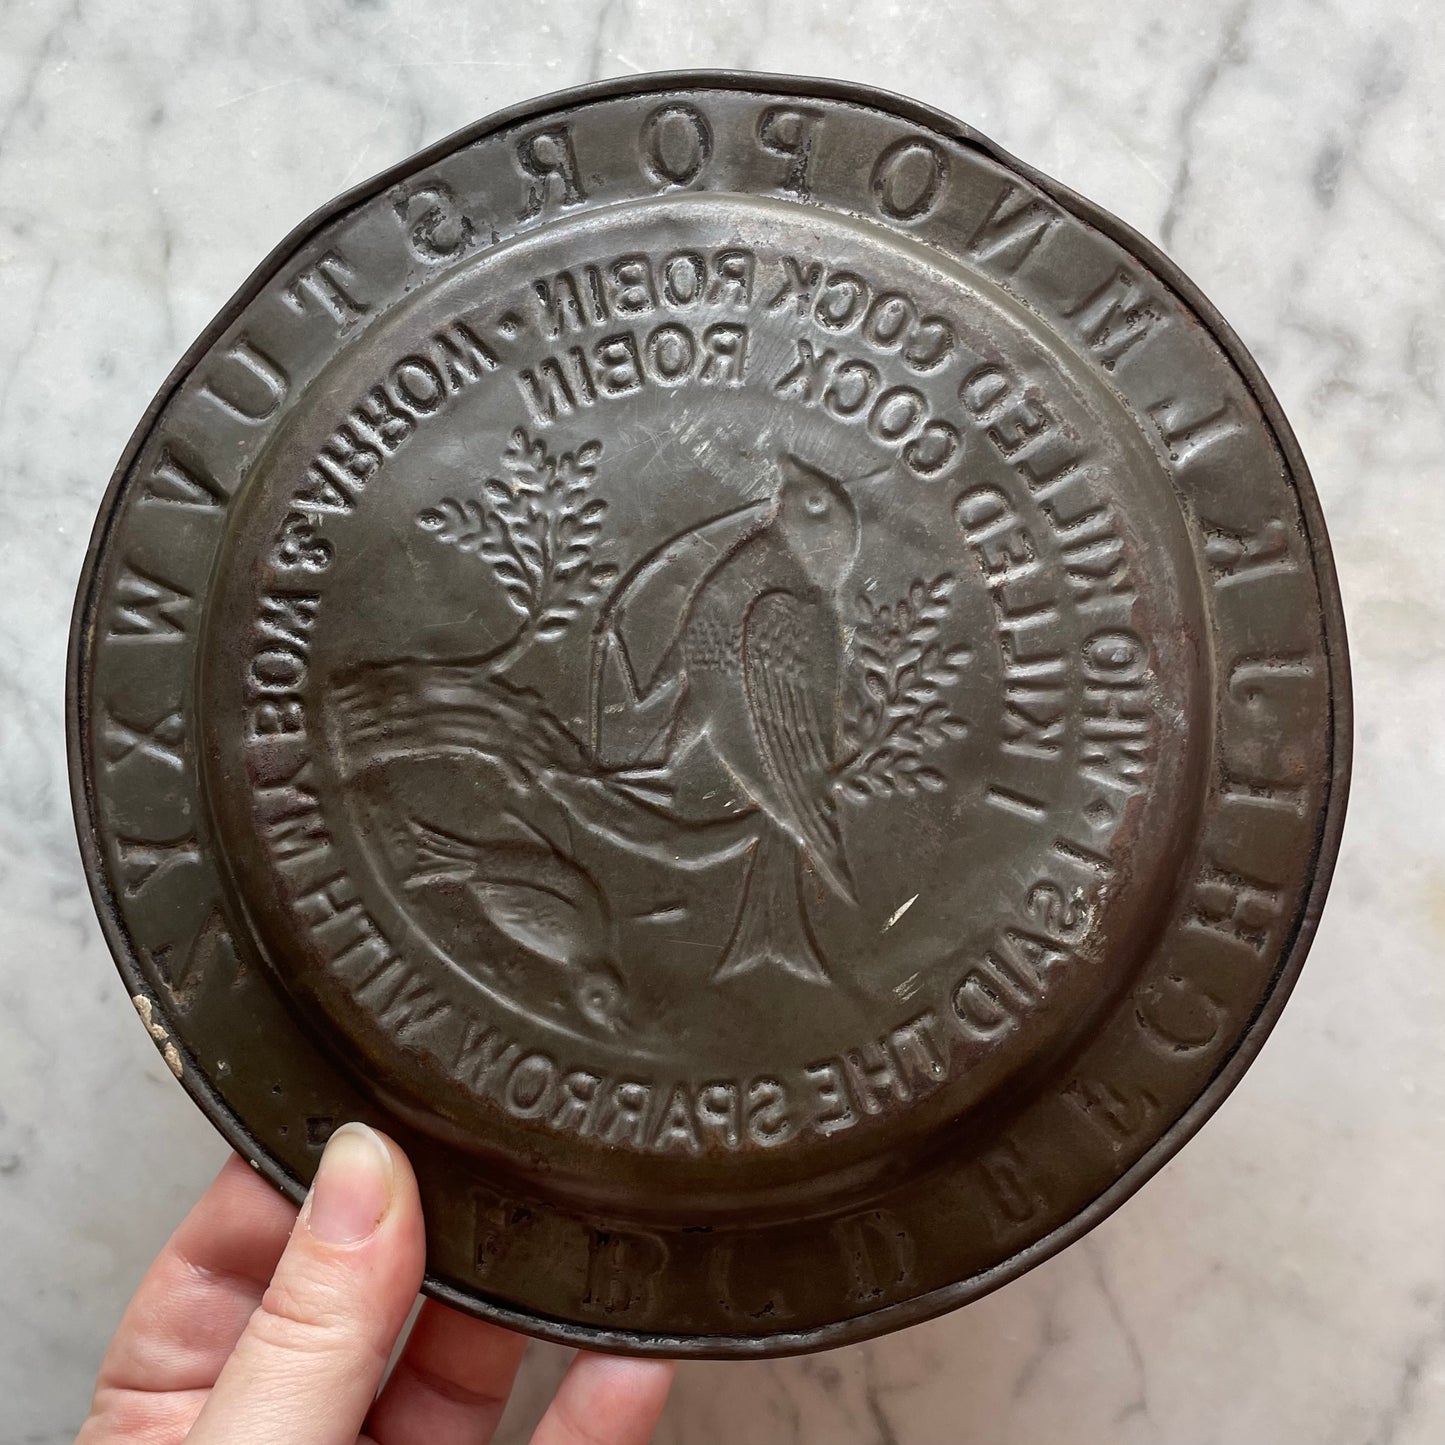 A B C D E F G H I J K L M N O P Q R S T U V W X Y Z
WHO KILLED COCK ROBIN · I SAID THE SPARROW WITH MY BOW & ARROW ·
I KILLED COCK ROBIN